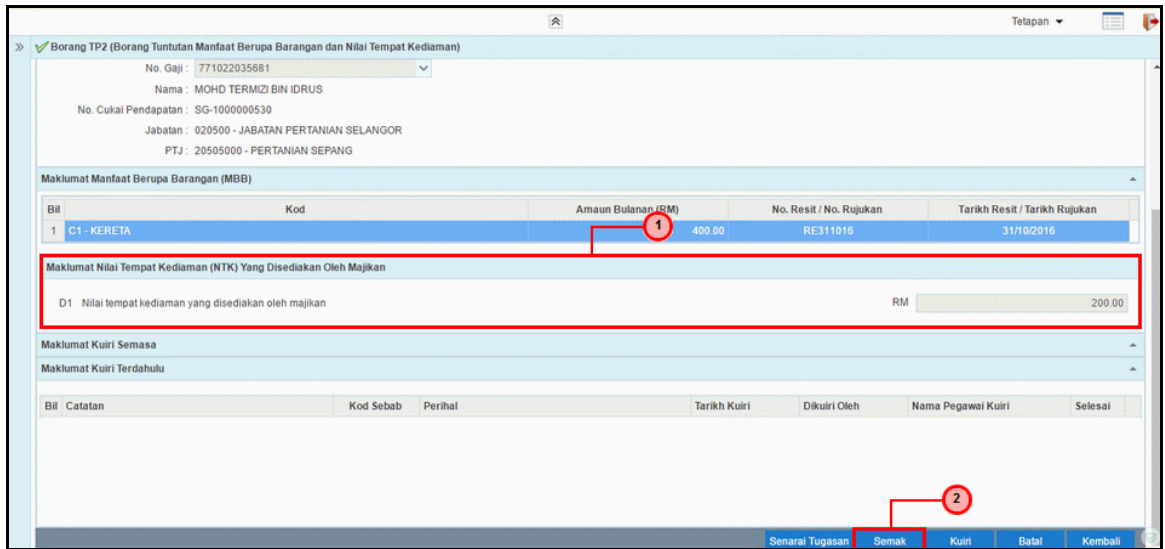 Tetapan
Borang TP2 (Borang Tuntutan Manfaat Berupa Barangan dan Nilai Tempat Kediaman)
No. Gaji : 771022035681
Nama : MOHD TERMIZI BIN IDRUS
No. Cukai Pendapatan : SG-1000000530
Jabatan : 020500 - JABATAN PERTANIAN SELANGOR
PTJ : 20505000 - PERTANIAN SEPANG
Maklumat Manfaat Berupa Barangan (MBB)
Bil Kod Amaun Bulanan (RM) No. Resit / No. Rujukan Tarikh Resit / Tarikh Rujukan
1 C1 - KERETA 400.00 RE311016 31/10/2016
1
Maklumat Nilai Tempat Kediaman (NTK) Yang Disediakan Oleh Majikan
D1 Nilai tempat kediaman yang disediakan oleh majikan RM 200.00
Maklumat Kuiri Semasa
Maklumat Kuiri Terdahulu
Bil Catatan Kod Sebab Perihal Tarikh Kuiri Dikuiri Oleh Nama Pegawai Kuiri Selesai
2
Senarai Tugasan Semak Kuiri Batal Kembali